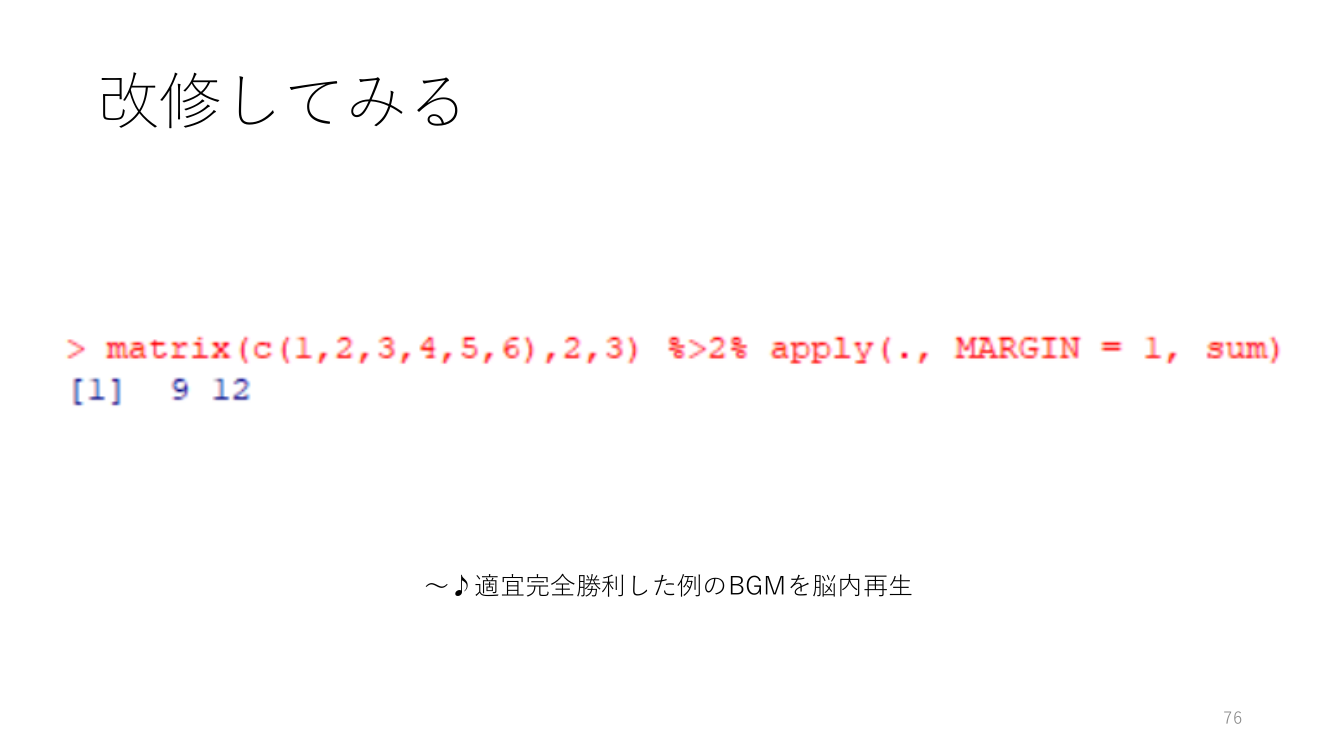 改修してみる
> matrix(c(1,2,3,4,5,6),2,3) %>2% apply(., MARGIN = 1, sum)
[1]  9 12
～♪適宜完全勝利した例のBGMを脳内再生
76